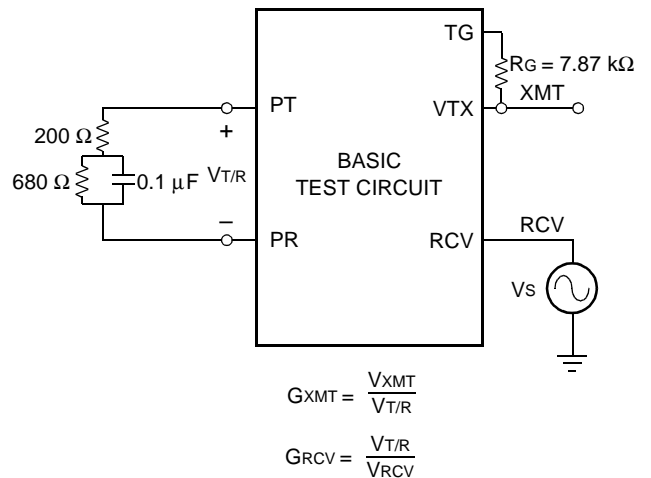 TG
RG = 7.87 kΩ
XMT
PT
VTX
+
200 Ω
680 Ω
0.1 μF
VT/R
BASIC
TEST CIRCUIT
–
PR
RCV
RCV
VS
GXMT = VXMT
VT/R
GRCV = VT/R
VRCV